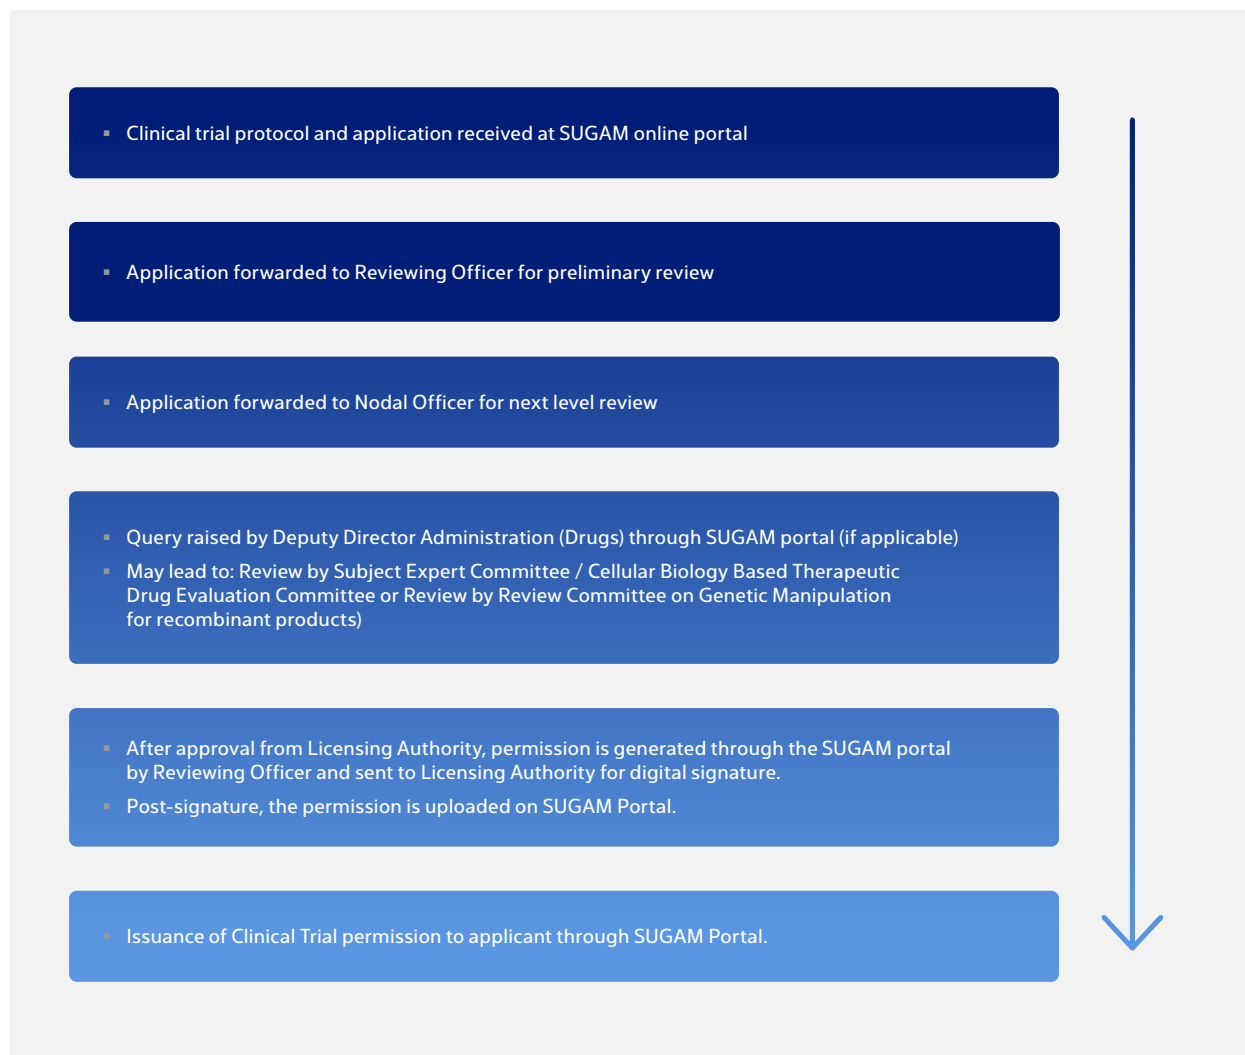 ▪ Clinical trial protocol and application received at SUGAM online portal
▪ Application forwarded to Reviewing Officer for preliminary review
▪ Application forwarded to Nodal Officer for next level review
▪ Query raised by Deputy Director Administration (Drugs) through SUGAM portal (if applicable)
▪ May lead to: Review by Subject Expert Committee / Cellular Biology Based Therapeutic
Drug Evaluation Committee or Review by Review Committee on Genetic Manipulation
for recombinant products)
▪ After approval from Licensing Authority, permission is generated through the SUGAM portal
by Reviewing Officer and sent to Licensing Authority for digital signature.
▪ Post-signature, the permission is uploaded on SUGAM Portal.
▪ Issuance of Clinical Trial permission to applicant through SUGAM Portal.